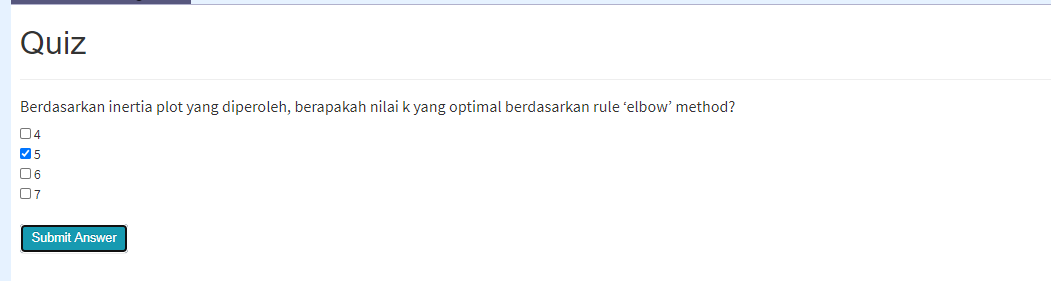 Quiz
Berdasarkan inertia plot yang diperoleh, berapakah nilai k yang optimal berdasarkan rule ‘elbow’ method?
4
5
6
7
Submit Answer